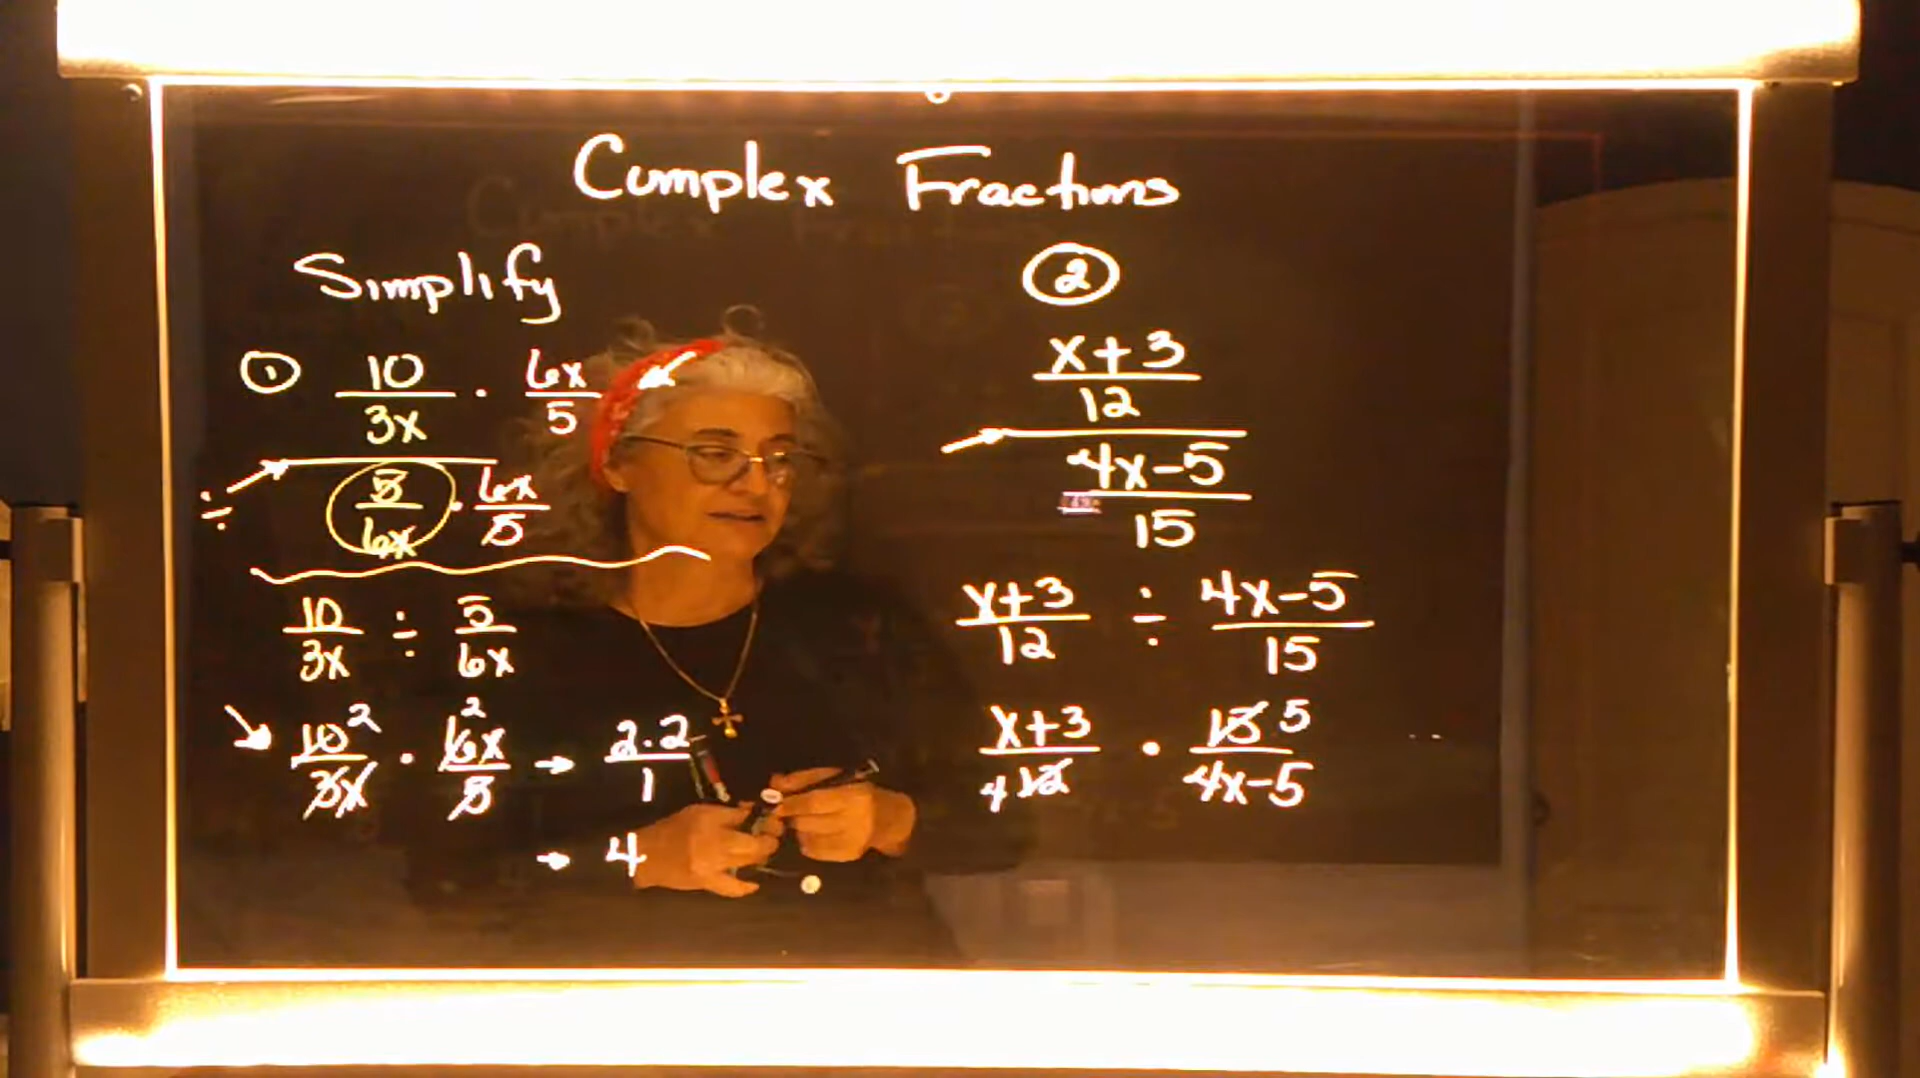 Complex Fractions
Simplify
① 10/3x · 6x/5
÷ 5/6x · 6x/5
10/3x ÷ 5/6x
10²/3x · 6²x/5 → 2·2/1
→ 4
②
x+3
12
4x-5
15
x+3/12 ÷ 4x-5/15
x+3/4 12 · 15 5/4x-5